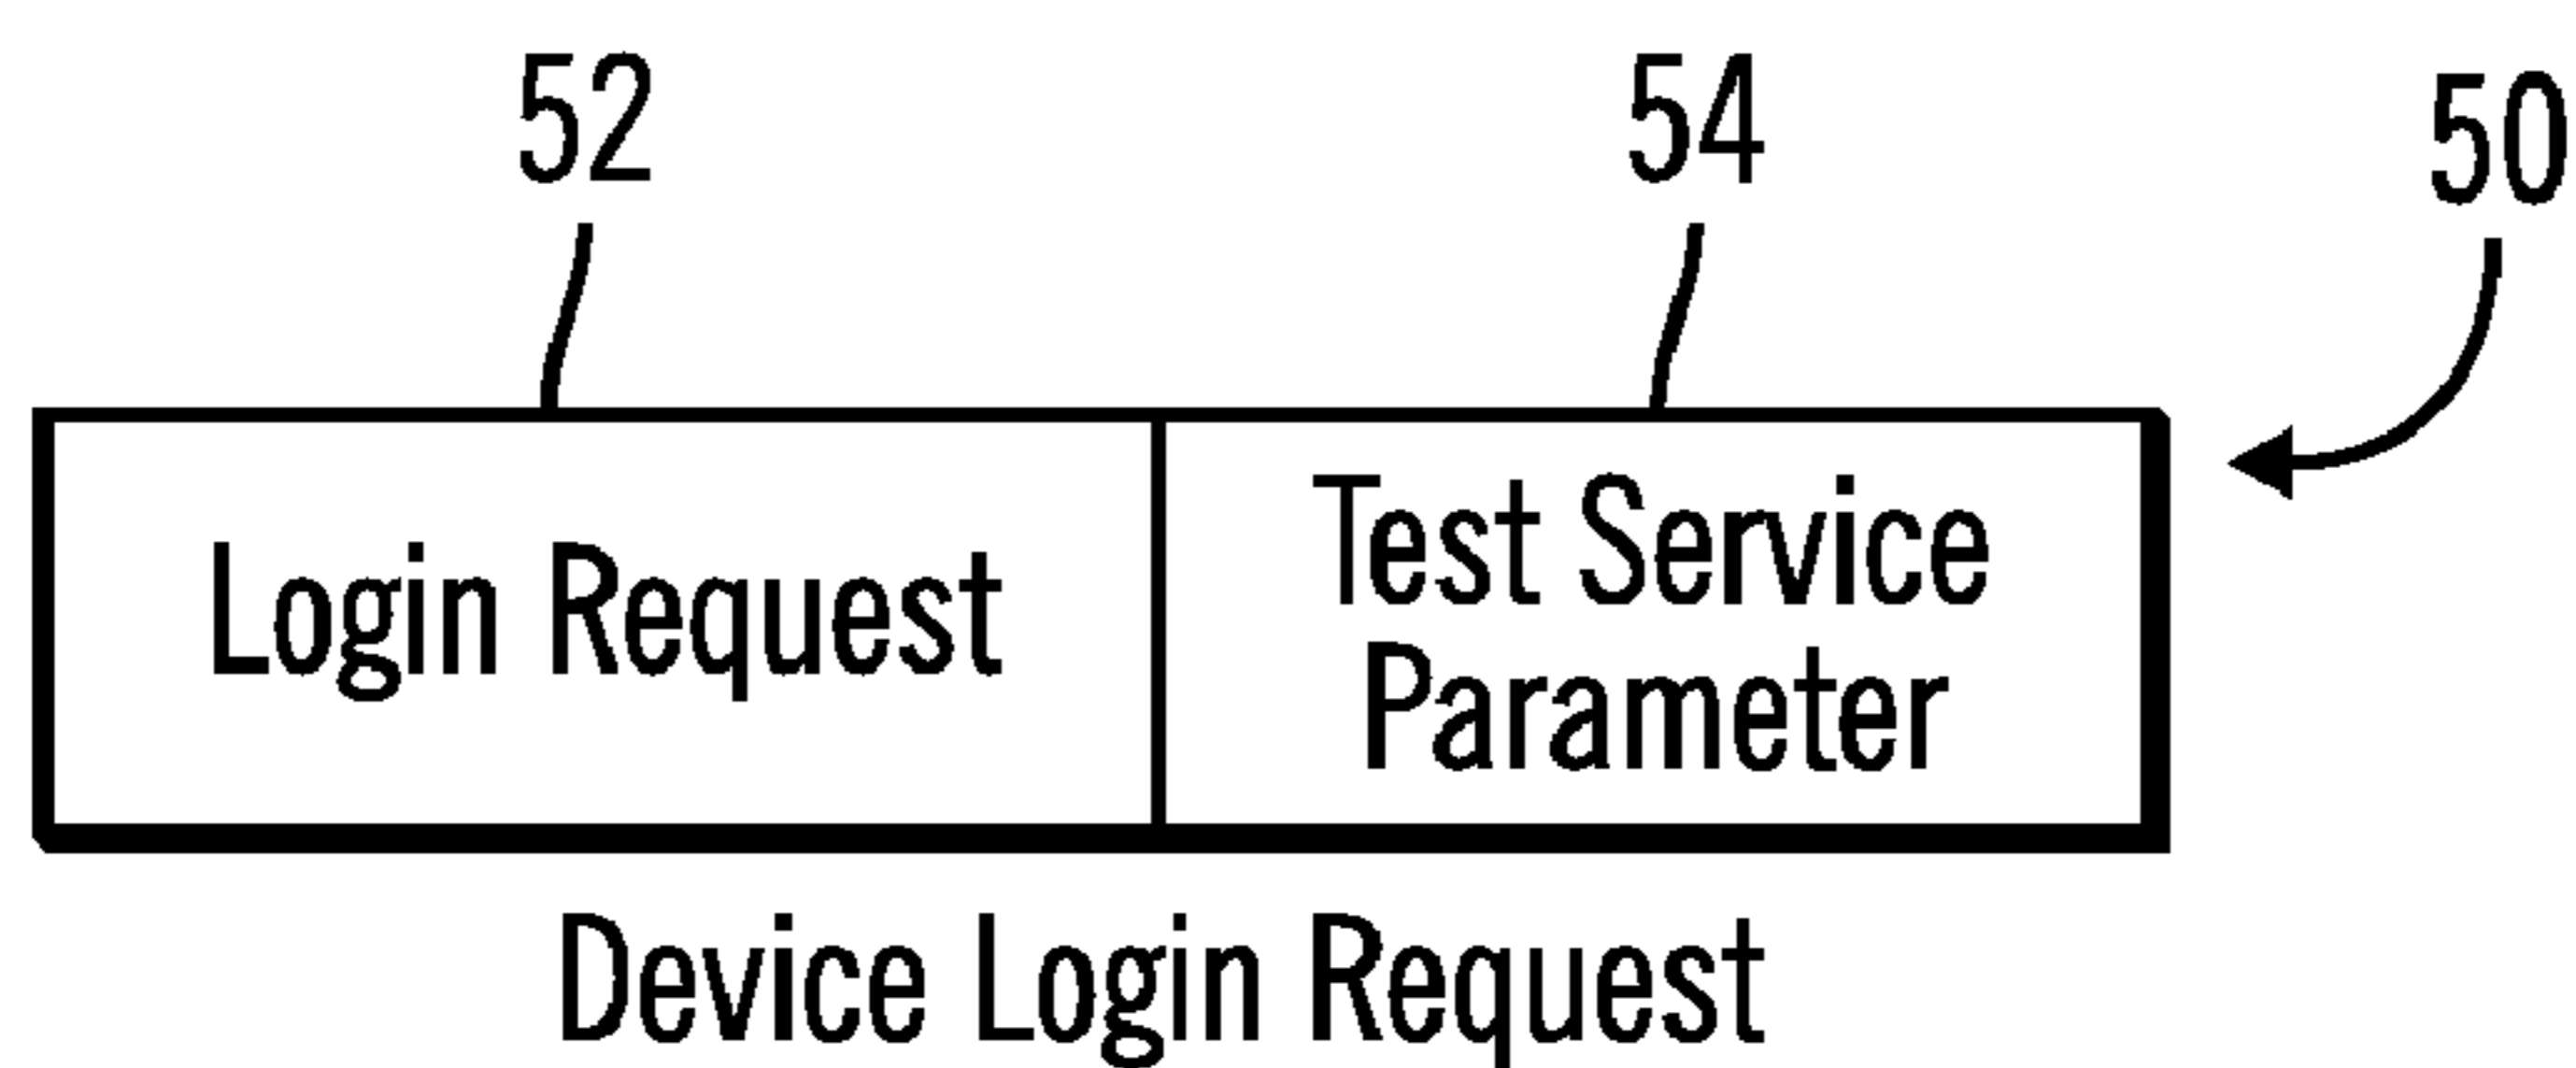 52
54
50
Login Request
Test Service
Parameter
Device Login Request